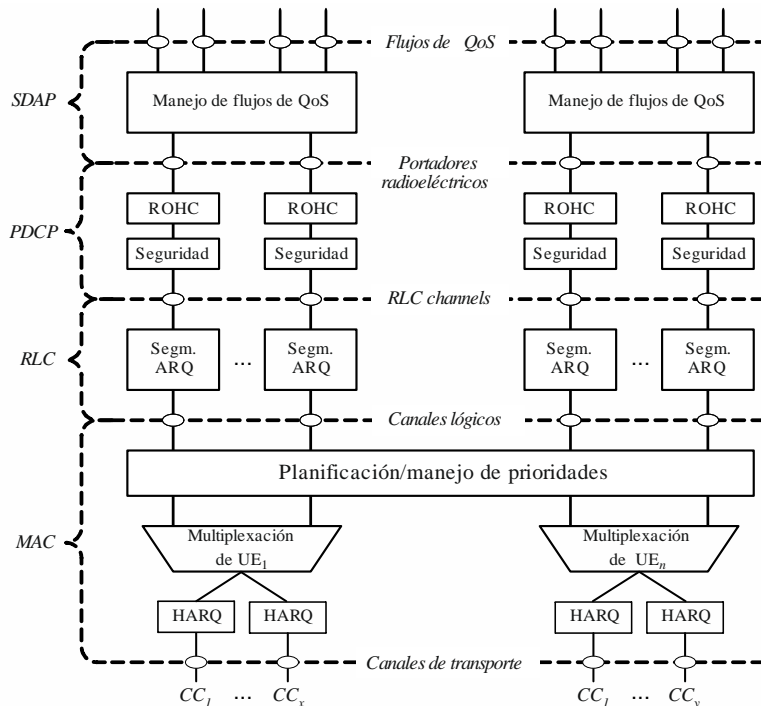 Flujos de QoS
SDAP
Manejo de flujos de QoS
Manejo de flujos de QoS
Portadores
radioeléctricos
PDCP
ROHC
ROHC
ROHC
ROHC
Seguridad
Seguridad
Seguridad
Seguridad
RLC channels
RLC
Segm.
ARQ
...
Segm.
ARQ
Segm.
ARQ
...
Segm.
ARQ
Canales lógicos
MAC
Planificación/manejo de prioridades
Multiplexación
de UE1
Multiplexación
de UEn
HARQ
HARQ
HARQ
HARQ
Canales de transporte
CC1 ... CCx
CC1 ... CCy